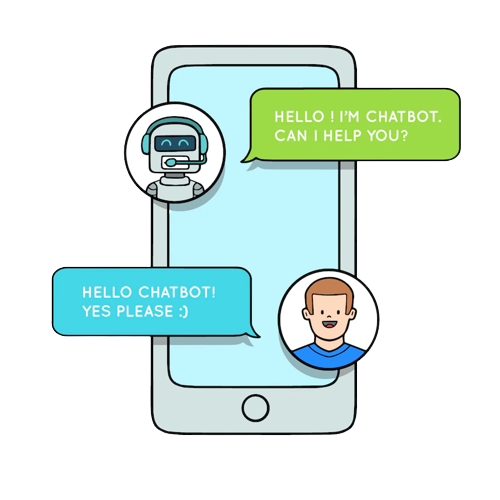 HELLO ! I'M CHATBOT.
CAN I HELP YOU?
HELLO CHATBOT!
YES PLEASE :)